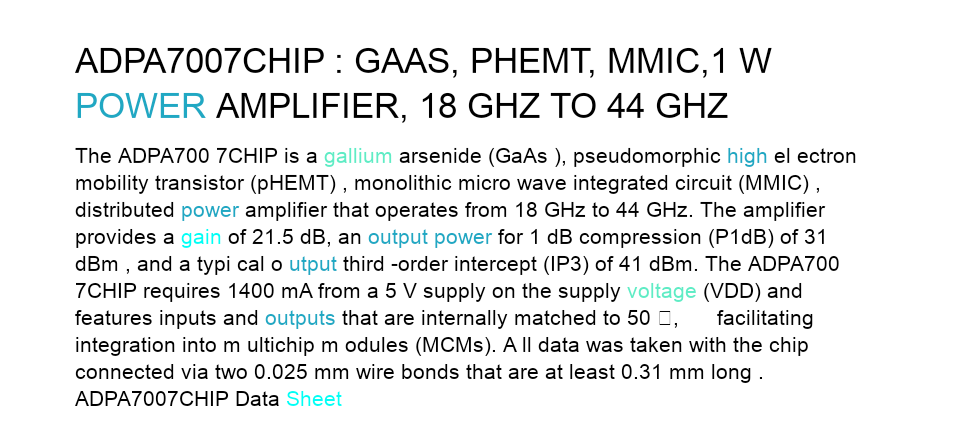 ADPA7007CHIP : GAAS, PHEMT, MMIC,1 W
POWER AMPLIFIER, 18 GHZ TO 44 GHZ
The ADPA700 7CHIP is a gallium arsenide (GaAs ), pseudomorphic high el ectron
mobility transistor (pHEMT) , monolithic micro wave integrated circuit (MMIC) ,
distributed power amplifier that operates from 18 GHz to 44 GHz. The amplifier
provides a gain of 21.5 dB, an output power for 1 dB compression (P1dB) of 31
dBm , and a typi cal o utput third -order intercept (IP3) of 41 dBm. The ADPA700
7CHIP requires 1400 mA from a 5 V supply on the supply voltage (VDD) and
features inputs and outputs that are internally matched to 50 □, facilitating
integration into m ultichip m odules (MCMs). A ll data was taken with the chip
connected via two 0.025 mm wire bonds that are at least 0.31 mm long .
ADPA7007CHIP Data Sheet